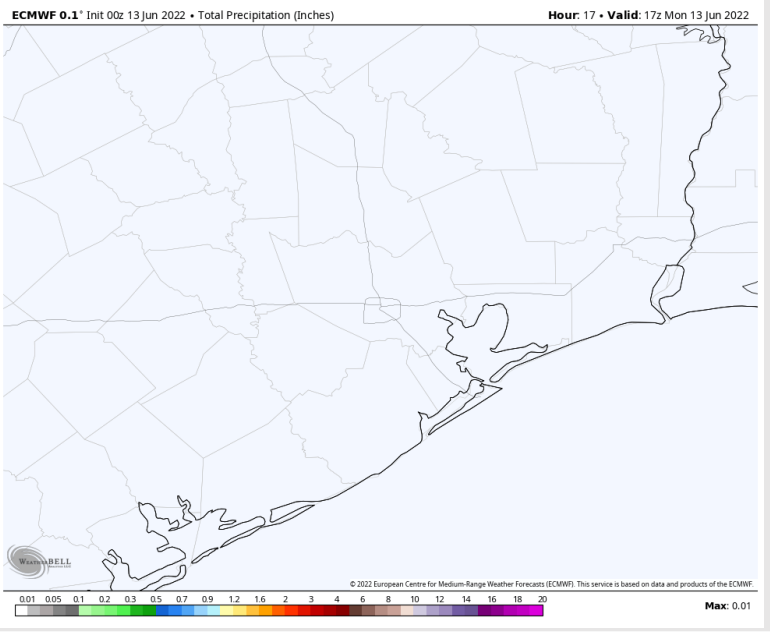 ECMWF 0.1° Init 00z 13 Jun 2022 • Total Precipitation (Inches)
Hour: 17 • Valid: 17z Mon 13 Jun 2022
WEATHERBELL
© 2022 European Centre for Medium-Range Weather Forecasts (ECMWF). This service is based on data and products of the ECMWF.
0.01 0.05 0.1 0.2 0.3 0.5 0.7 0.9 1.2 1.6 2 3 4 6 8 10 12 14 16 18 20
Max: 0.01